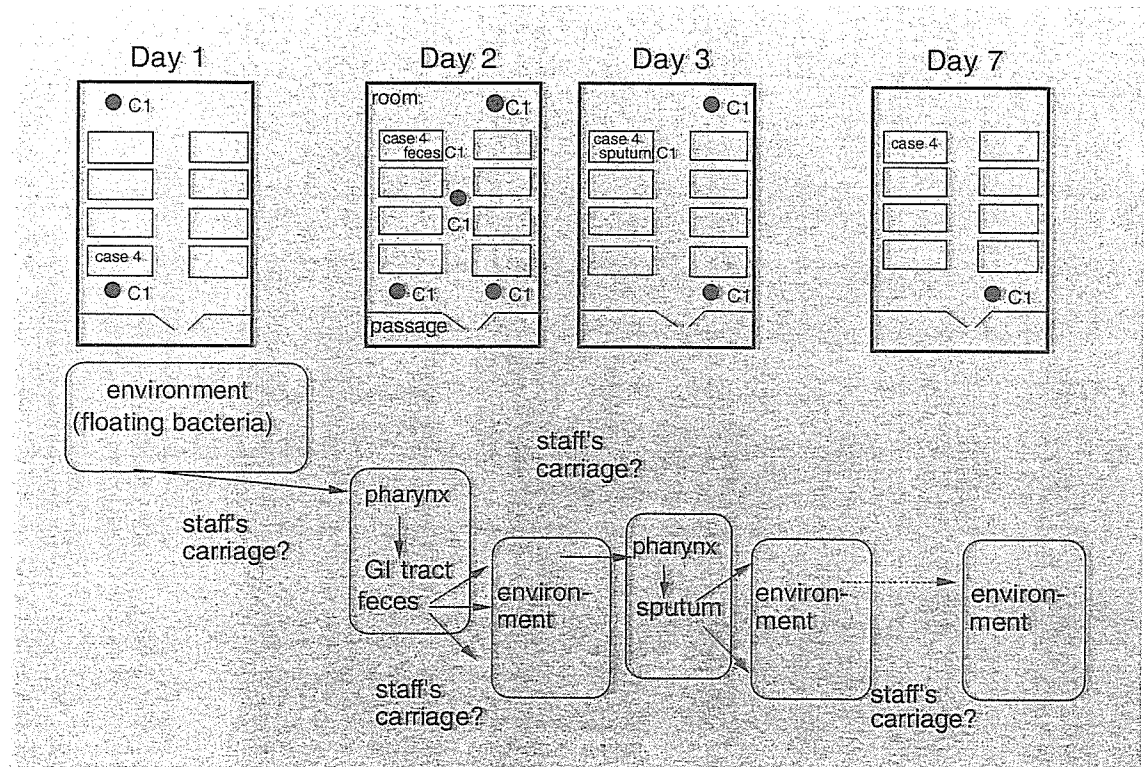 Day 1
Day 2
Day 3
Day 7
C1
case 4
C1
room
C1
case 4
feces C1
C1
C1
C1
passage
C1
case 4
sputum C1
C1
case 4
C1
environment
(floating bacteria)
staff's
carriage?
pharynx
GI tract
feces
staff's
carriage?
environ-
ment
staff's
carriage?
pharynx
sputum
environ-
ment
staff's
carriage?
environ-
ment